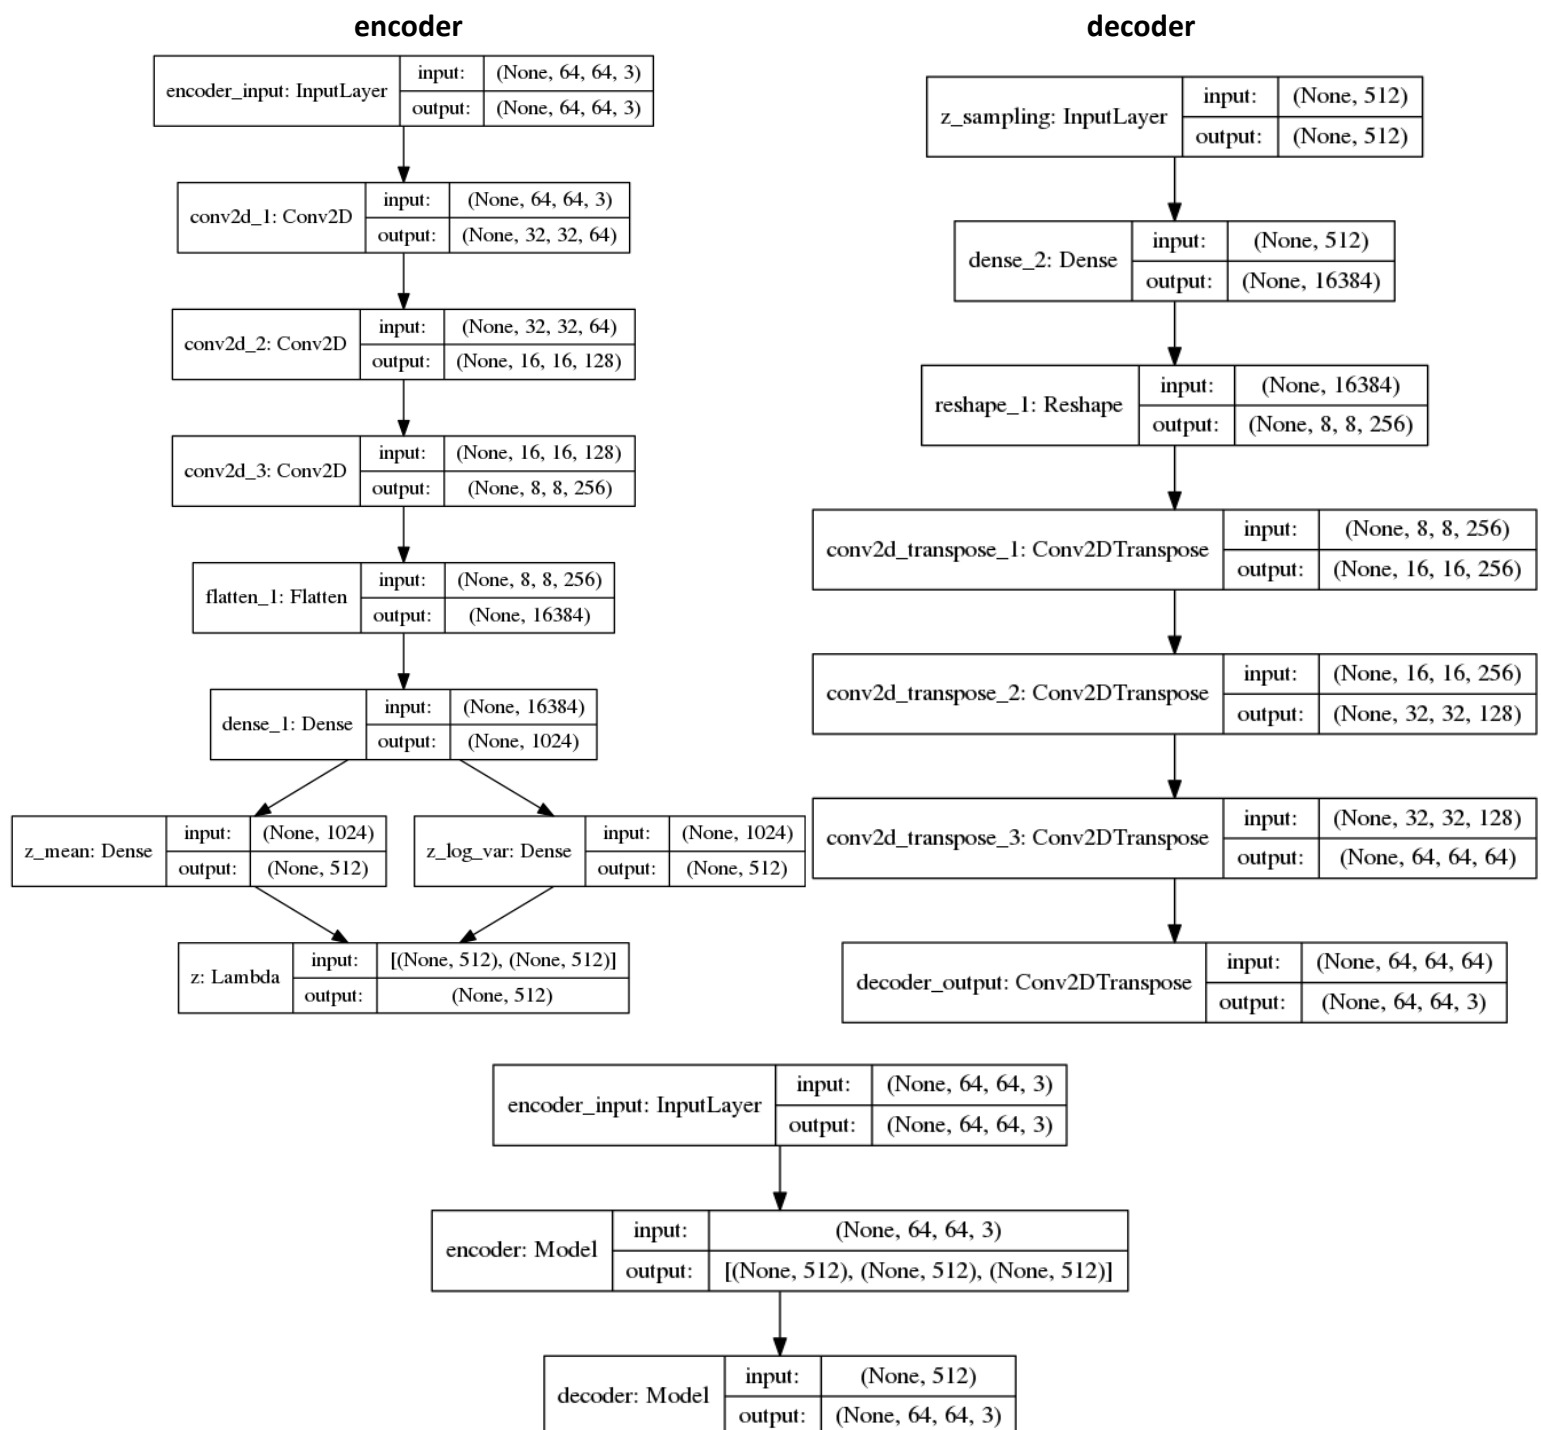 encoder
encoder_input: InputLayer
input: (None, 64, 64, 3)
output: (None, 64, 64, 3)
conv2d_1: Conv2D
input: (None, 64, 64, 3)
output: (None, 32, 32, 64)
conv2d_2: Conv2D
input: (None, 32, 32, 64)
output: (None, 16, 16, 128)
conv2d_3: Conv2D
input: (None, 16, 16, 128)
output: (None, 8, 8, 256)
flatten_1: Flatten
input: (None, 8, 8, 256)
output: (None, 16384)
dense_1: Dense
input: (None, 16384)
output: (None, 1024)
z_mean: Dense
input: (None, 1024)
output: (None, 512)
z_log_var: Dense
input: (None, 1024)
output: (None, 512)
z: Lambda
input: [(None, 512), (None, 512)]
output: (None, 512)
decoder
z_sampling: InputLayer
input: (None, 512)
output: (None, 512)
dense_2: Dense
input: (None, 512)
output: (None, 16384)
reshape_1: Reshape
input: (None, 16384)
output: (None, 8, 8, 256)
conv2d_transpose_1: Conv2DTranspose
input: (None, 8, 8, 256)
output: (None, 16, 16, 256)
conv2d_transpose_2: Conv2DTranspose
input: (None, 16, 16, 256)
output: (None, 32, 32, 128)
conv2d_transpose_3: Conv2DTranspose
input: (None, 32, 32, 128)
output: (None, 64, 64, 64)
decoder_output: Conv2DTranspose
input: (None, 64, 64, 64)
output: (None, 64, 64, 3)
encoder_input: InputLayer
input: (None, 64, 64, 3)
output: (None, 64, 64, 3)
encoder: Model
input: (None, 64, 64, 3)
output: [(None, 512), (None, 512), (None, 512)]
decoder: Model
input: (None, 512)
output: (None, 64, 64, 3)